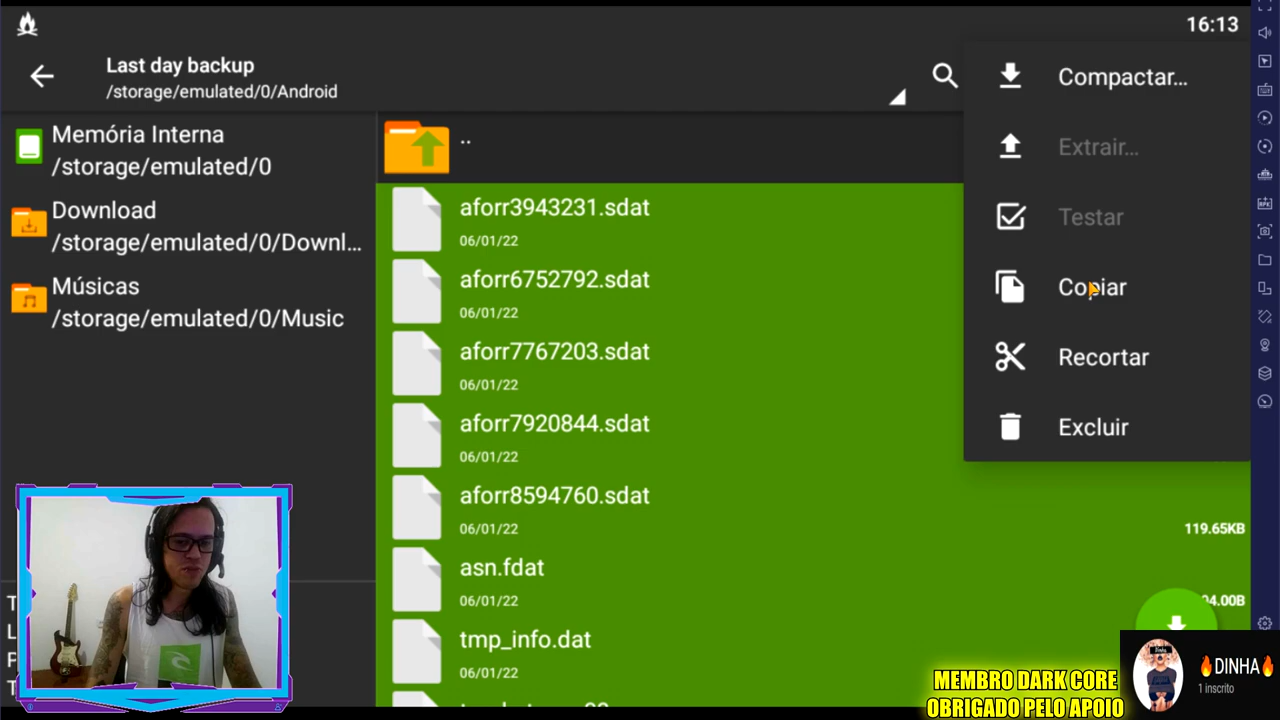 16:13
Last day backup
/storage/emulated/0/Android
Memória Interna
/storage/emulated/0
Download
/storage/emulated/0/Downl...
Músicas
/storage/emulated/0/Music
..
aforr3943231.sdat
06/01/22
aforr6752792.sdat
06/01/22
aforr7767203.sdat
06/01/22
aforr7920844.sdat
06/01/22
aforr8594760.sdat
06/01/22
119.65KB
asn.fdat
06/01/22
tmp_info.dat
06/01/22
Compactar...
Extrair...
Testar
Copiar
Recortar
Excluir
MEMBRO DARK CORE
OBRIGADO PELO APOIO
🔥DINHA🔥
1 inscrito